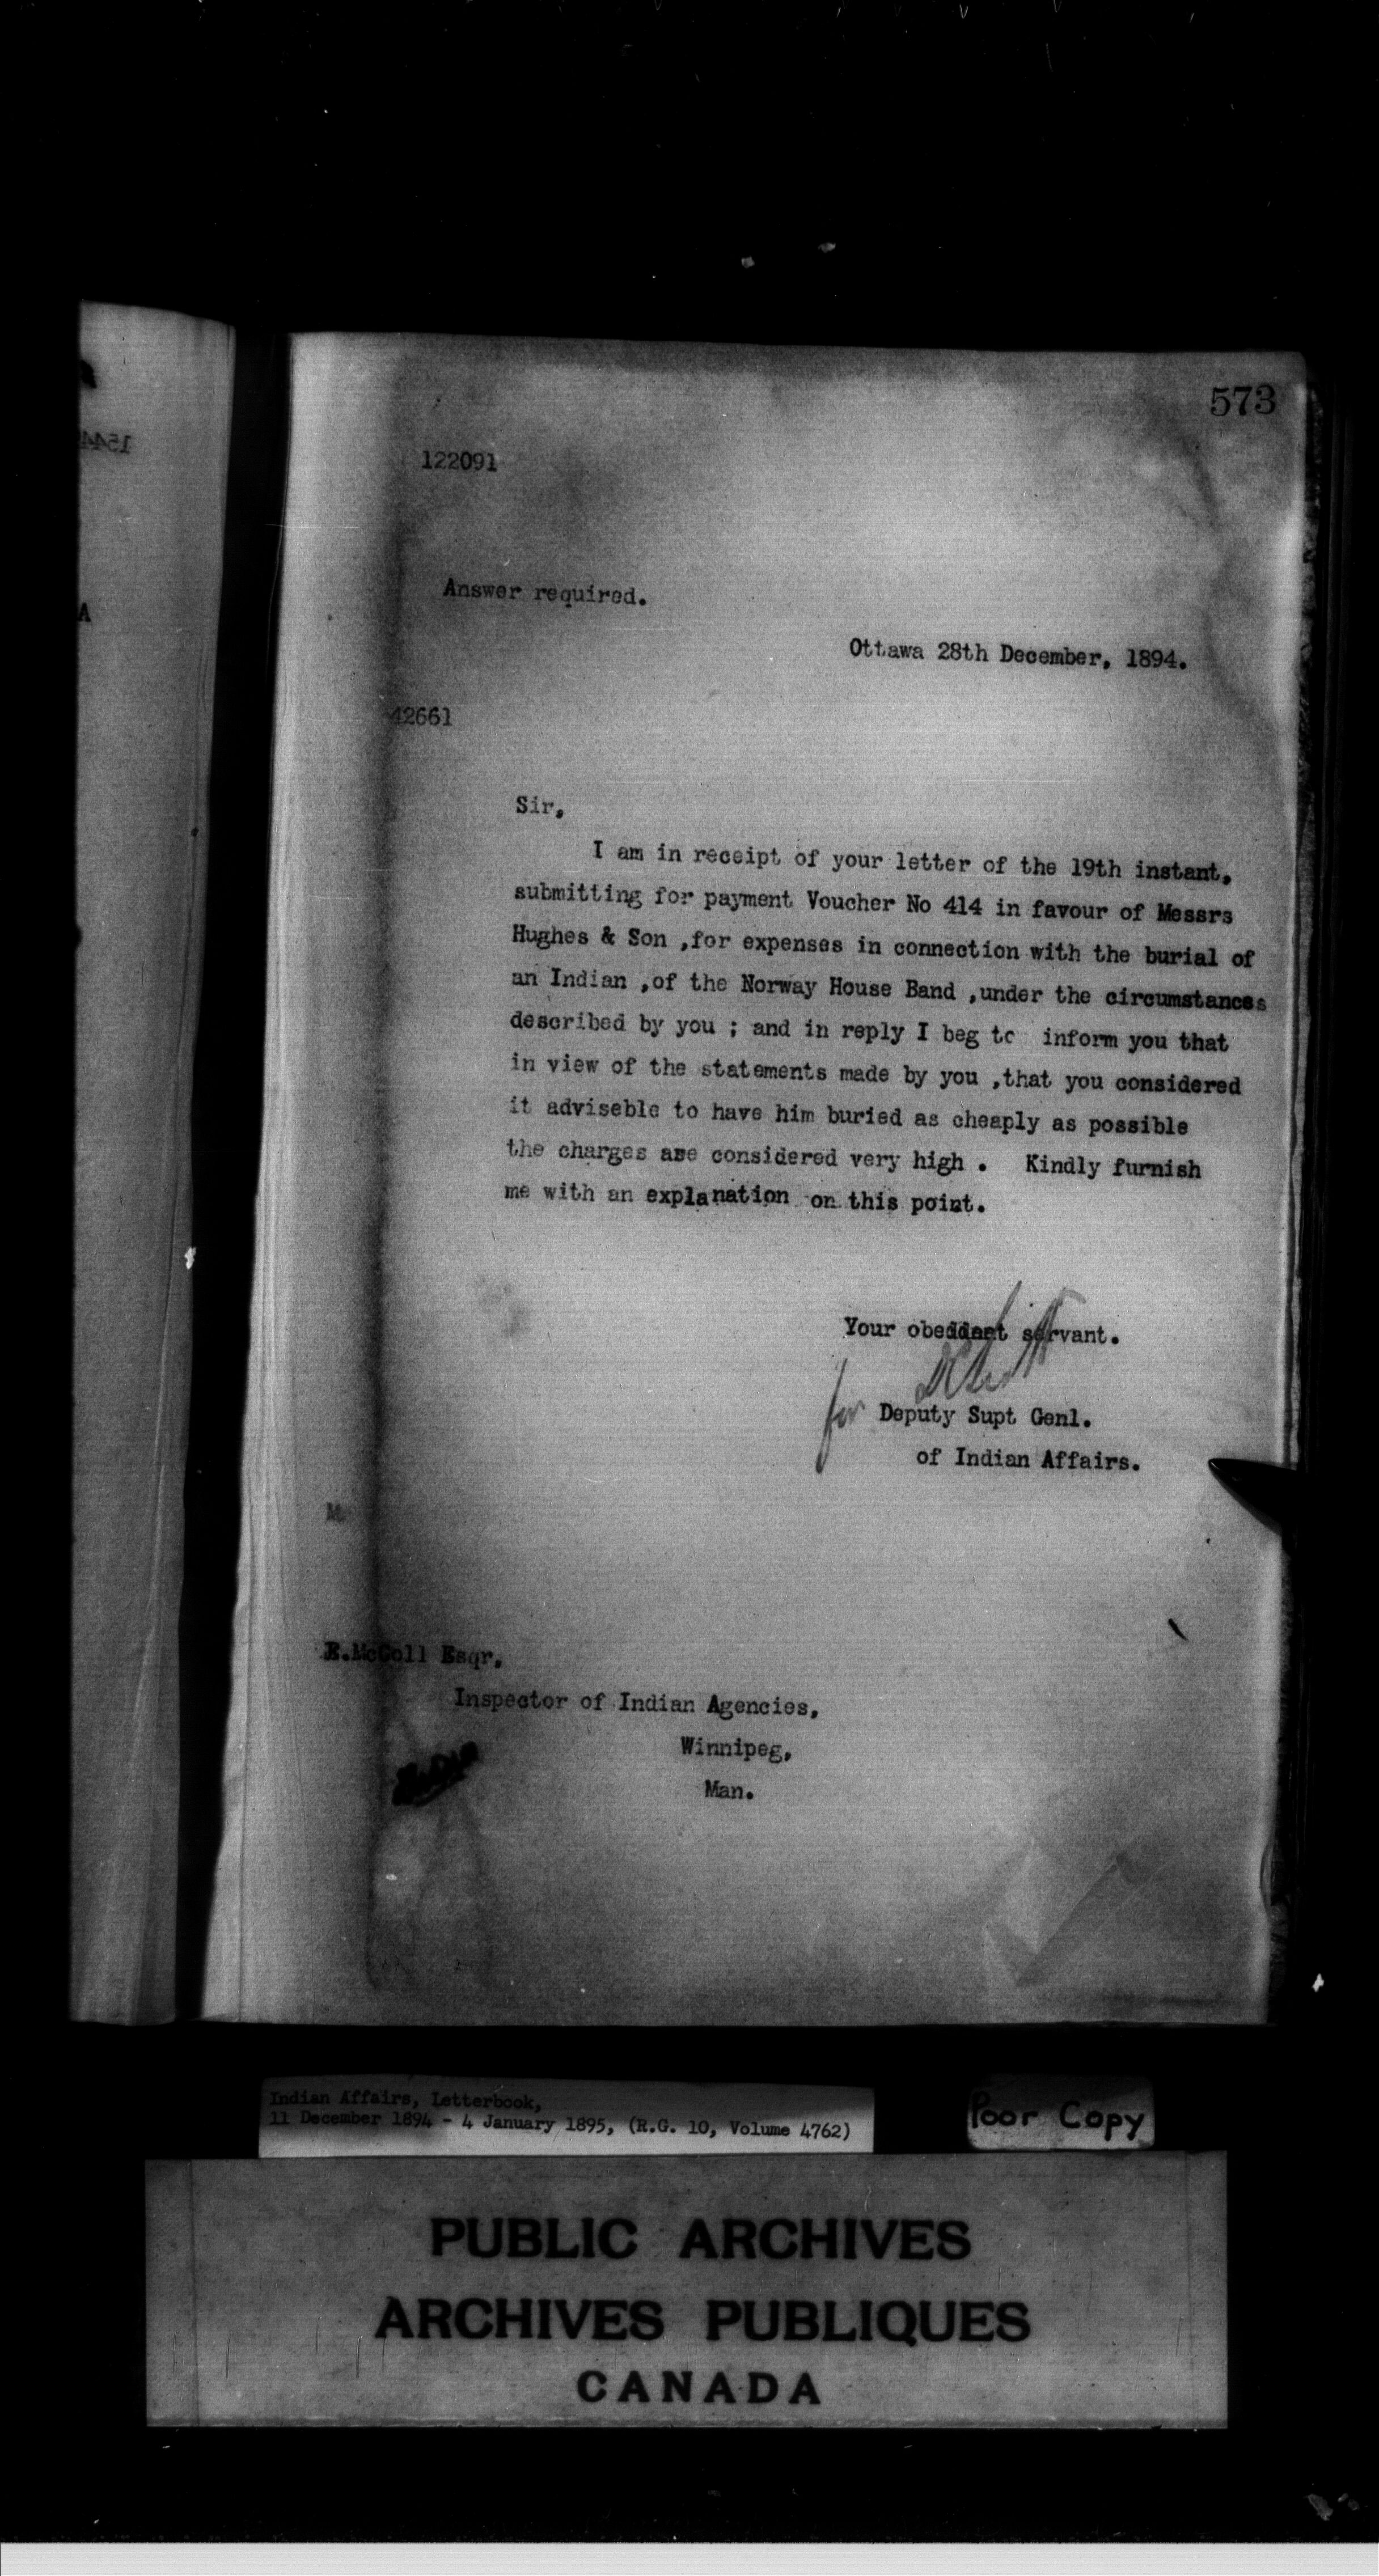 573
122091
Answer required.
Ottawa 28th December, 1894.
42661
Sir,
I am in receipt of your letter of the 19th instant,
submitting for payment Voucher No 414 in favour of Messrs
Hughes & Son ,for expenses in connection with the burial of
an Indian ,of the Norway House Band ,under the circumstances
described by you ; and in reply I beg to inform you that
in view of the statements made by you ,that you considered
it adviseble to have him buried as cheaply as possible
the charges are considered very high . Kindly furnish
me with an explanation on this point.
Your servant.
for Deputy Supt Genl.
of Indian Affairs.
M
E.McColl Esqr,
Inspector of Indian Agencies,
Winnipeg,
Man.
Indian Affairs, Letterbook,
11 December 1894 - 4 January 1895, (R.G. 10, Volume 4762)
Poor Copy
PUBLIC ARCHIVES
ARCHIVES PUBLIQUES
CANADA